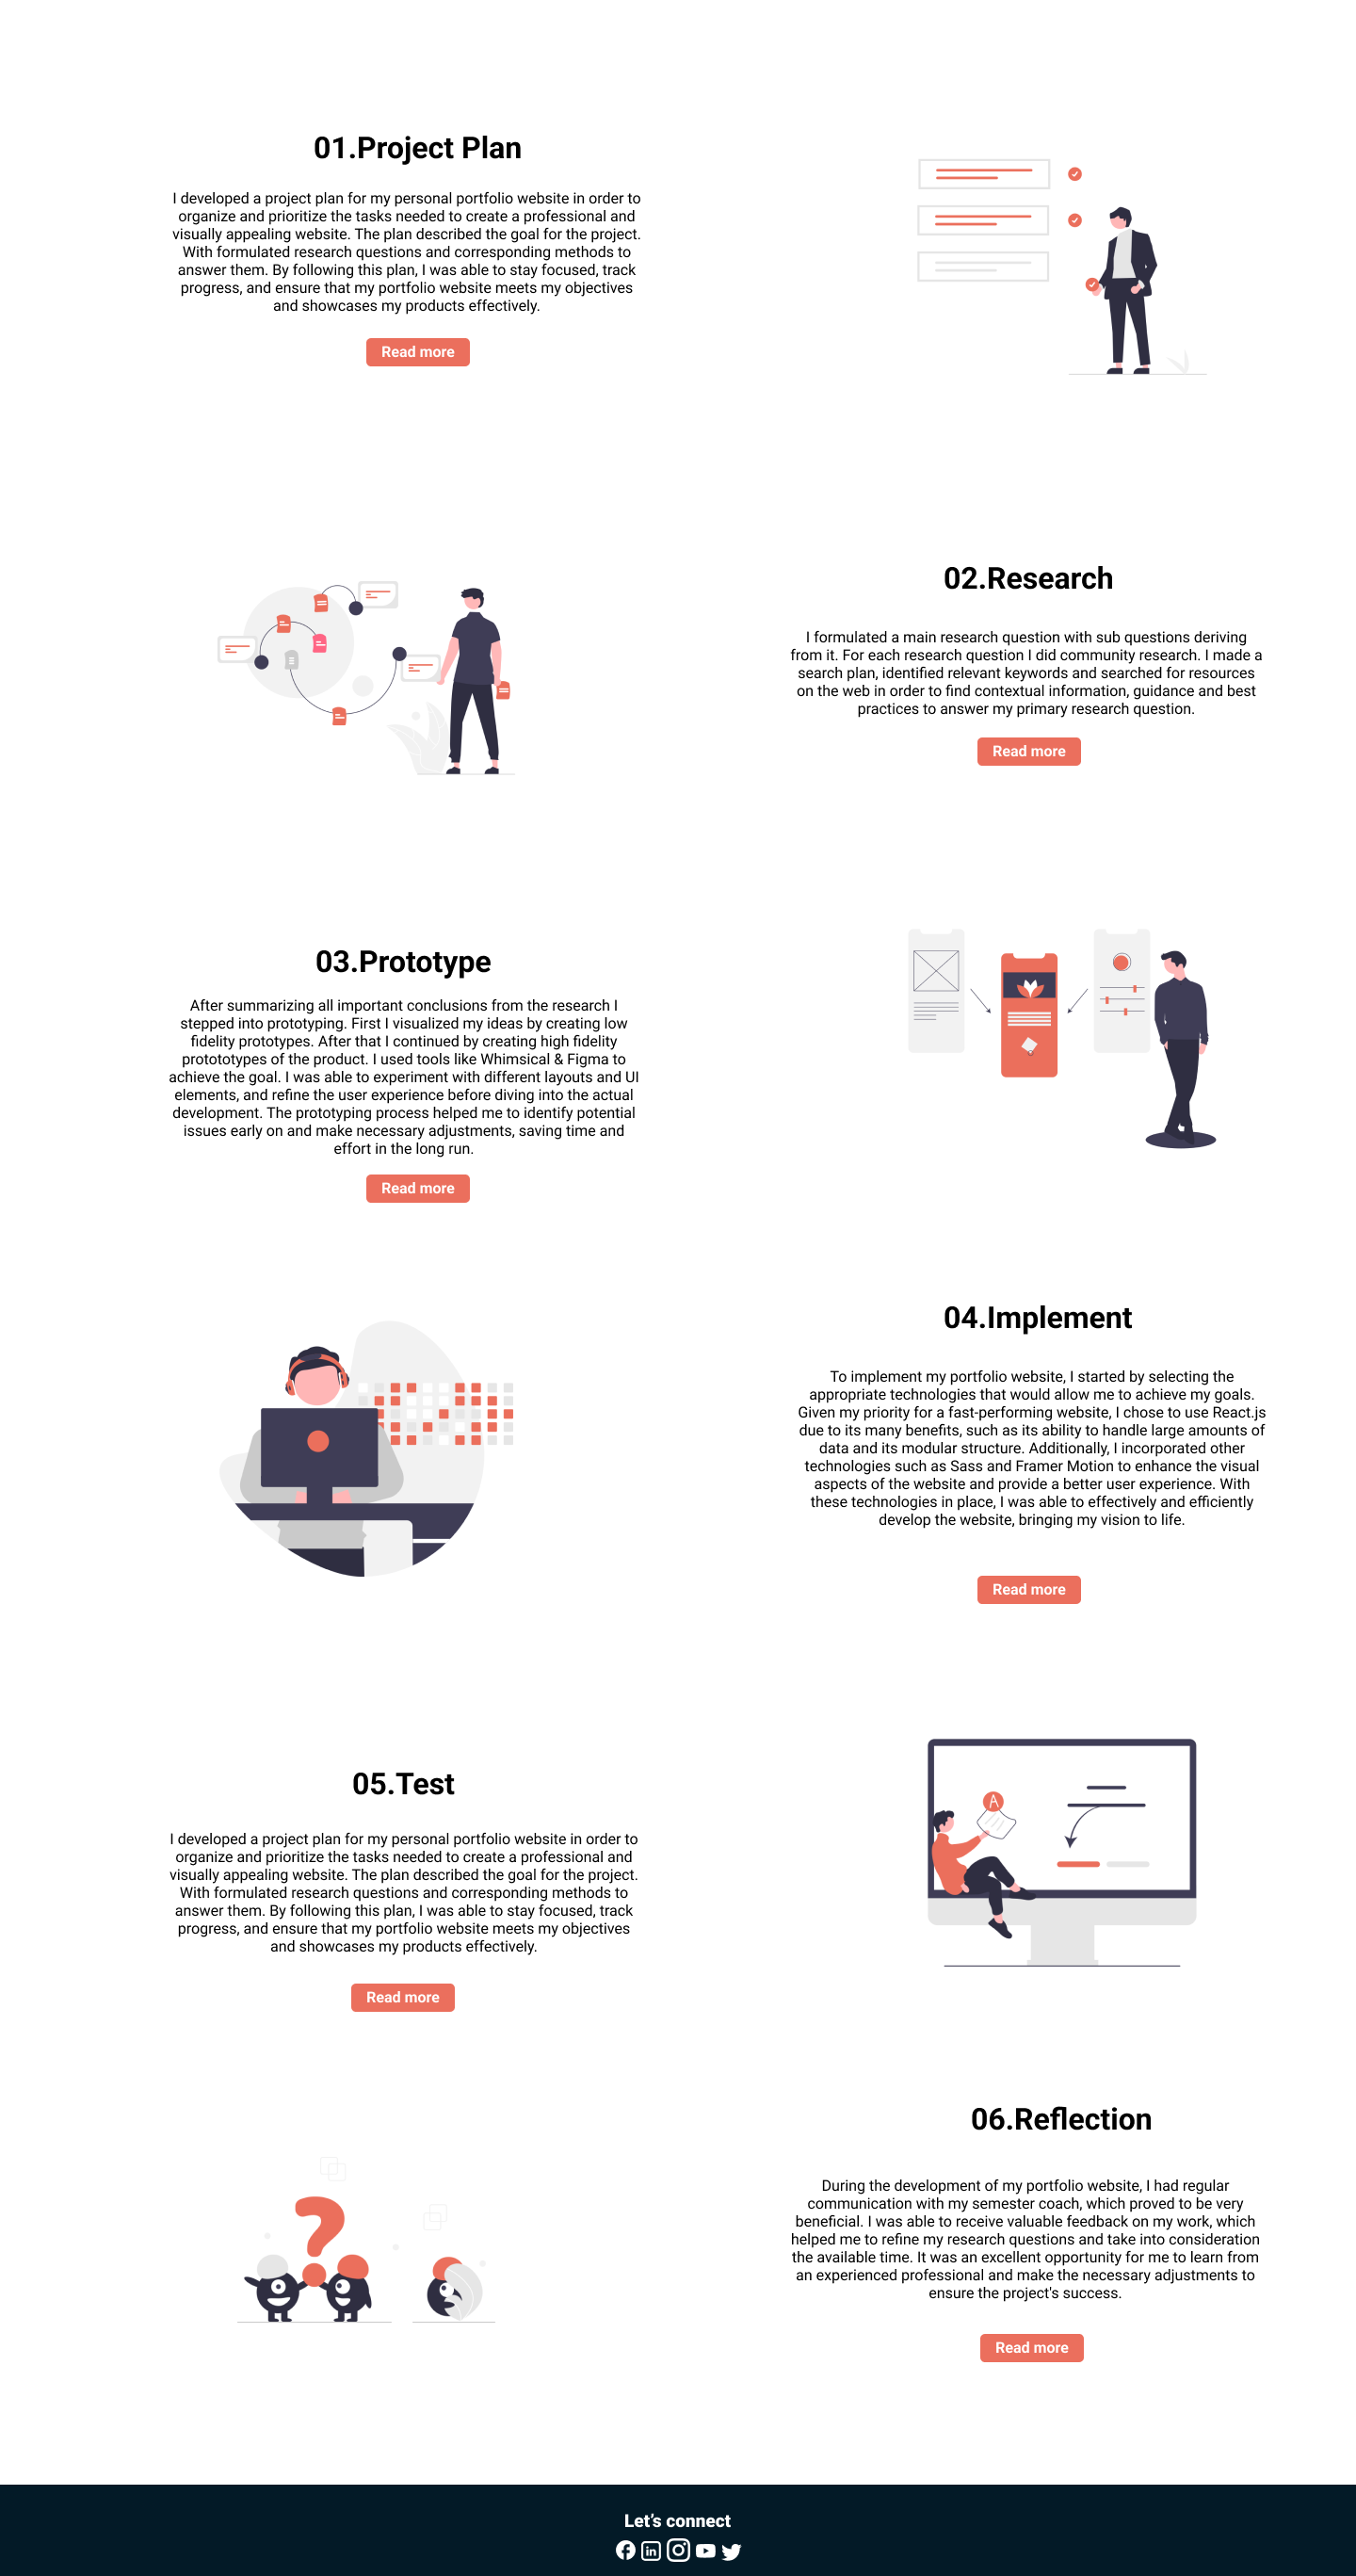 01.Project Plan
I developed a project plan for my personal portfolio website in order to
organize and prioritize the tasks needed to create a professional and
visually appealing website. The plan described the goal for the project.
With formulated research questions and corresponding methods to
answer them. By following this plan, I was able to stay focused, track
progress, and ensure that my portfolio website meets my objectives
and showcases my products effectively.
Read more
02.Research
I formulated a main research question with sub questions deriving
from it. For each research question I did community research. I made a
search plan, identified relevant keywords and searched for resources
on the web in order to find contextual information, guidance and best
practices to answer my primary research question.
Read more
03.Prototype
After summarizing all important conclusions from the research I
stepped into prototyping. First I visualized my ideas by creating low
fidelity prototypes. After that I continued by creating high fidelity
protototypes of the product. I used tools like Whimsical & Figma to
achieve the goal. I was able to experiment with different layouts and UI
elements, and refine the user experience before diving into the actual
development. The prototyping process helped me to identify potential
issues early on and make necessary adjustments, saving time and
effort in the long run.
Read more
04.Implement
To implement my portfolio website, I started by selecting the
appropriate technologies that would allow me to achieve my goals.
Given my priority for a fast-performing website, I chose to use React.js
due to its many benefits, such as its ability to handle large amounts of
data and its modular structure. Additionally, I incorporated other
technologies such as Sass and Framer Motion to enhance the visual
aspects of the website and provide a better user experience. With
these technologies in place, I was able to effectively and efficiently
develop the website, bringing my vision to life.
Read more
05.Test
A
I developed a project plan for my personal portfolio website in order to
organize and prioritize the tasks needed to create a professional and
visually appealing website. The plan described the goal for the project.
With formulated research questions and corresponding methods to
answer them. By following this plan, I was able to stay focused, track
progress, and ensure that my portfolio website meets my objectives
and showcases my products effectively.
Read more
06.Reflection
During the development of my portfolio website, I had regular
communication with my semester coach, which proved to be very
beneficial. I was able to receive valuable feedback on my work, which
helped me to refine my research questions and take into consideration
the available time. It was an excellent opportunity for me to learn from
an experienced professional and make the necessary adjustments to
ensure the project's success.
Read more
?
Let's connect